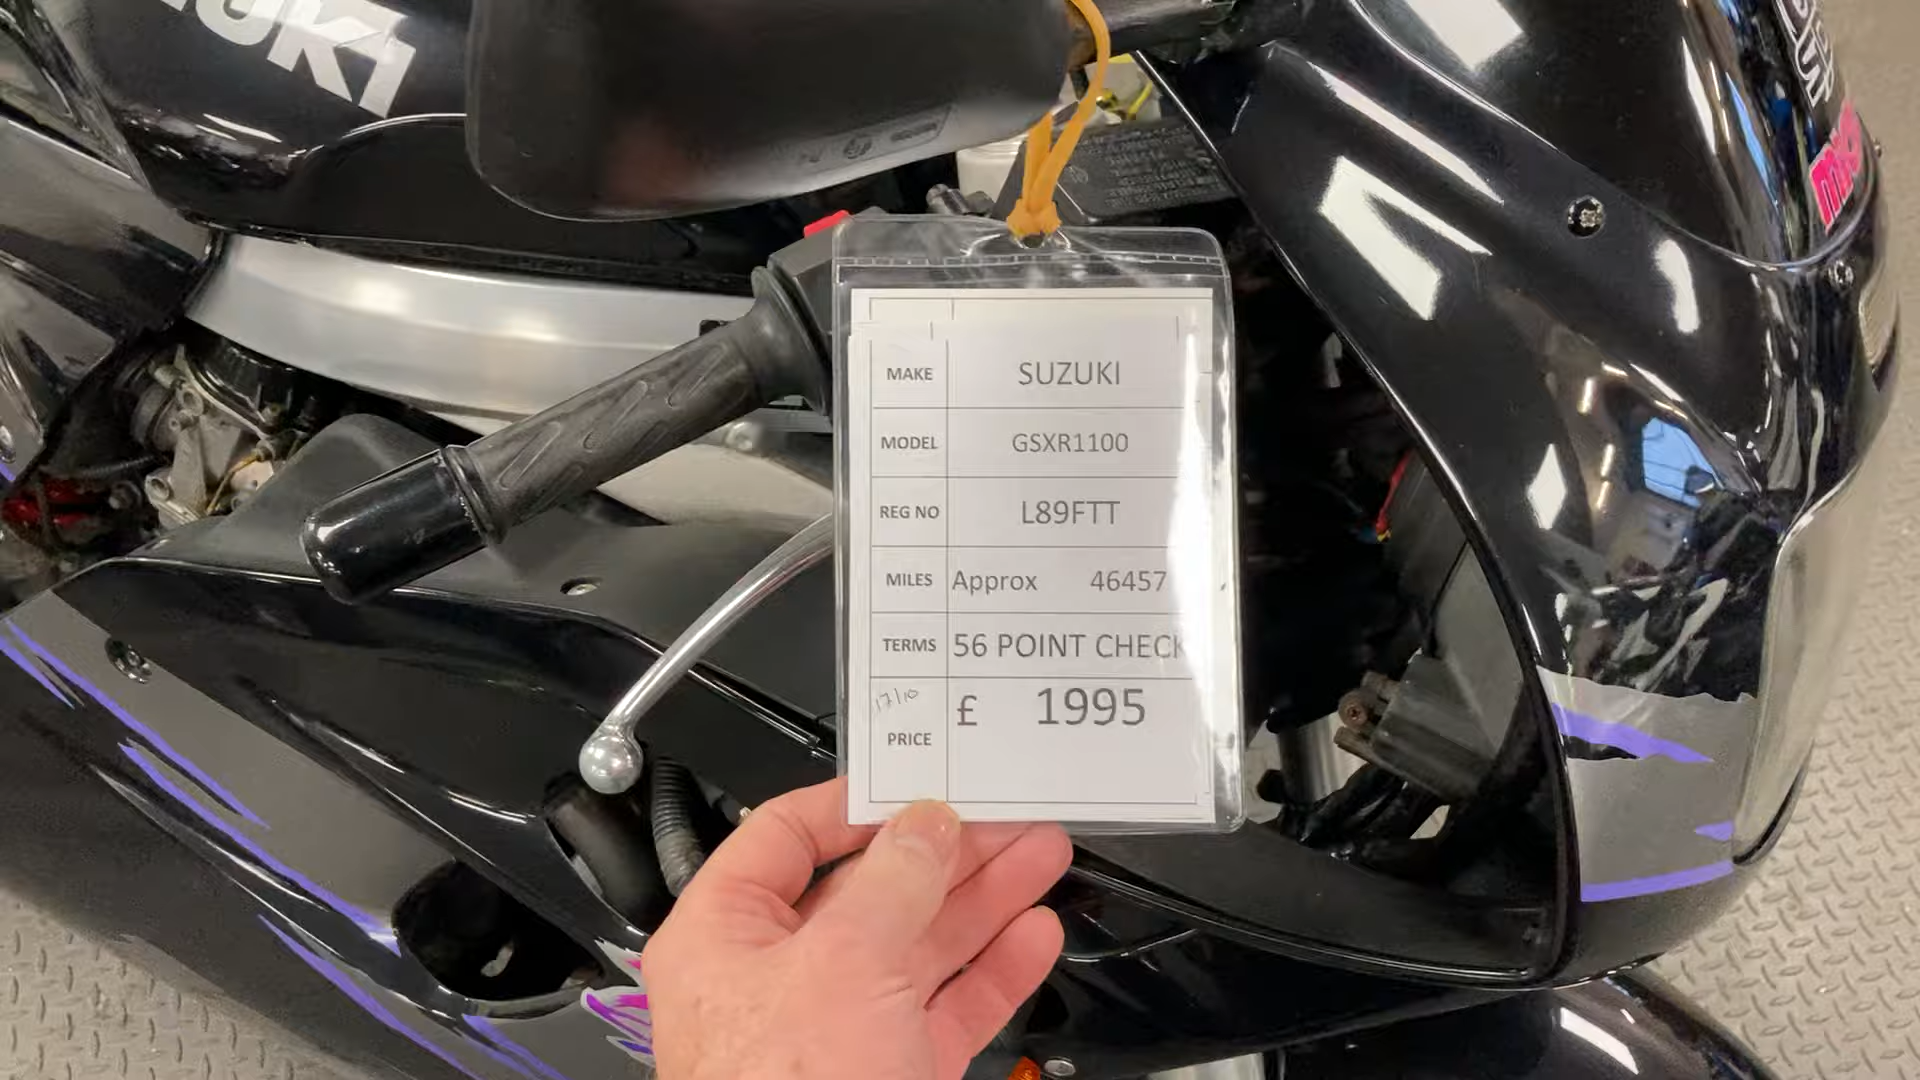 SUZUKI
MAKE SUZUKI
MODEL GSXR1100
REG NO L89FTT
MILES Approx 46457
TERMS 56 POINT CHECK
17/10
PRICE £ 1995